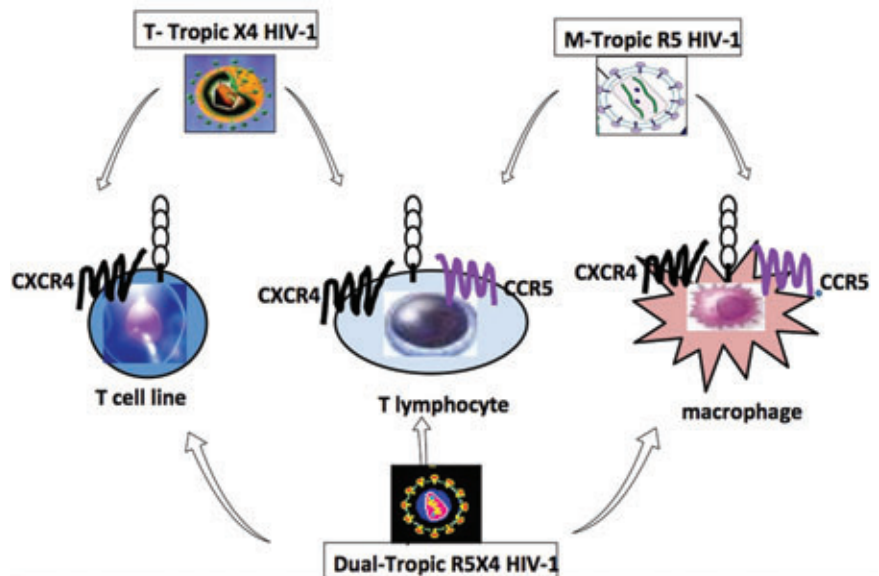 T- Tropic X4 HIV-1
M-Tropic R5 HIV-1
CXCR4
CXCR4
CCR5
CXCR4
CCR5
T cell line
T lymphocyte
macrophage
Dual-Tropic R5X4 HIV-1